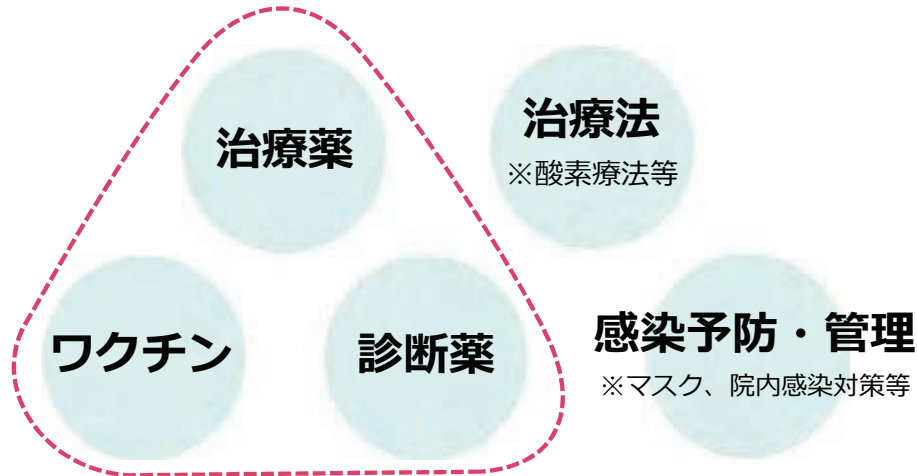 治療薬
治療法
※酸素療法等
ワクチン
診断薬
感染予防・管理
※マスク、院内感染対策等